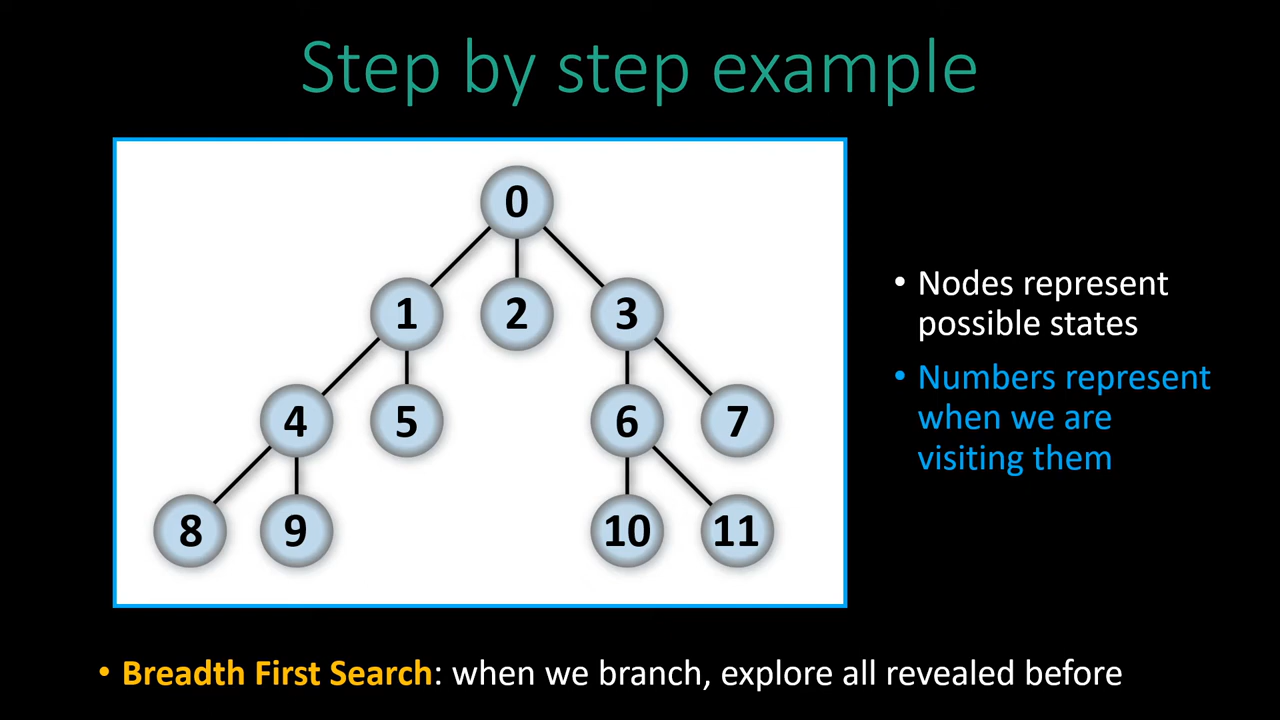 Step by step example
0
1 2 3
4 5 6 7
8 9 10 11
• Nodes represent
possible states
• Numbers represent
when we are
visiting them
• Breadth First Search: when we branch, explore all revealed before